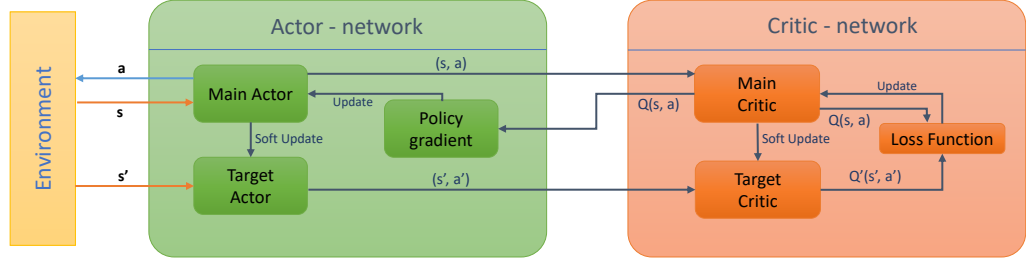 Actor - network
Critic - network
Environment
a
s
s'
Main Actor
(s, a)
Update
Policy
gradient
Soft Update
Target
Actor
(s', a')
Main
Critic
Q(s, a)
Update
Q(s, a)
Loss Function
Soft Update
Target
Critic
Q'(s', a')